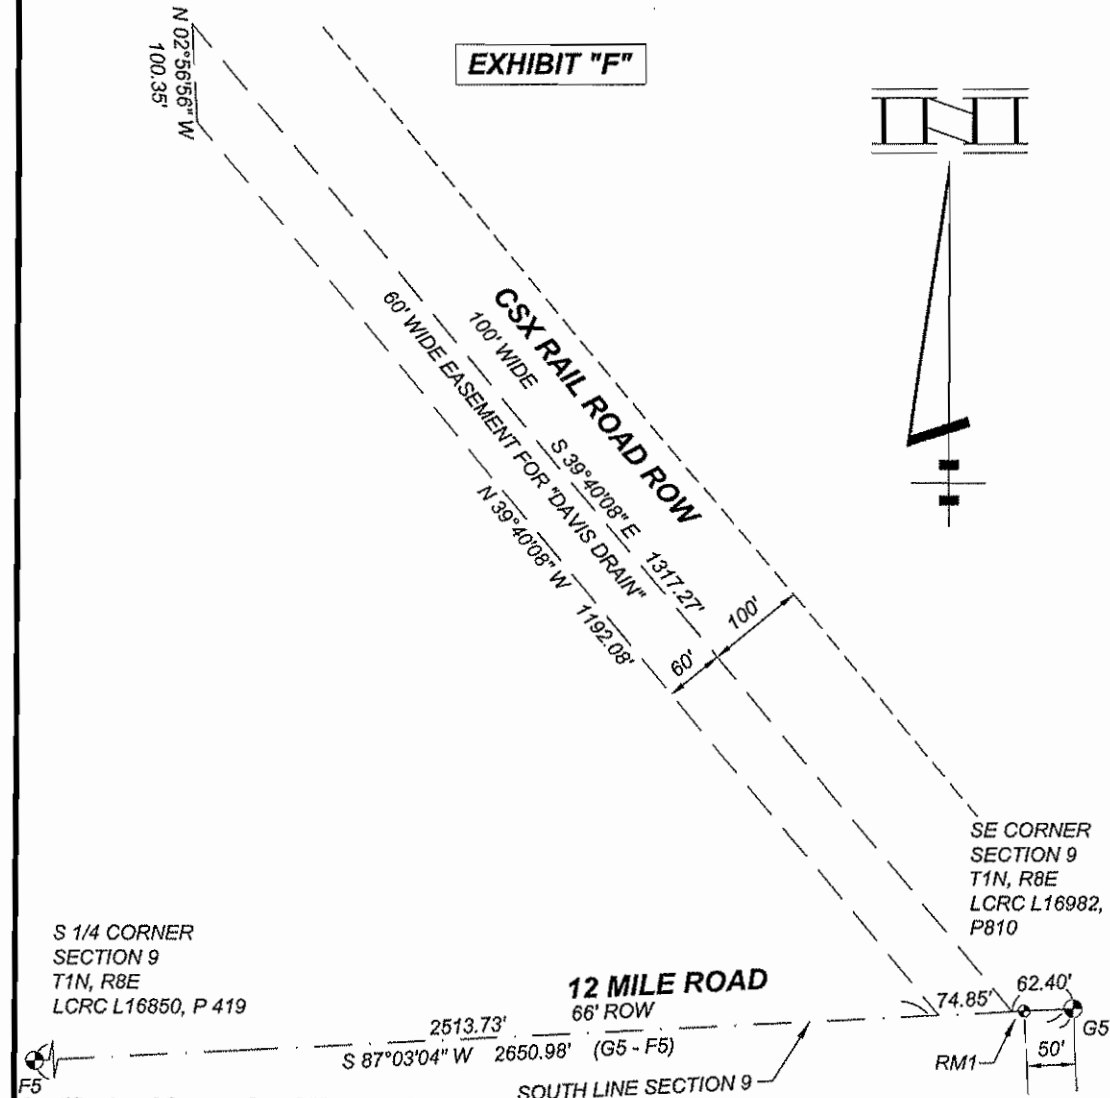 EXHIBIT "F"
N 02°56'56" W
100.35'
CSX RAIL ROAD ROW
100' WIDE
60' WIDE EASEMENT FOR "DAVIS DRAIN"
S 39°40'08" E 1317.27'
N 39°40'08" W 1192.08'
100'
60'
SE CORNER
SECTION 9
T1N, R8E
LCRC L16982,
P810
S 1/4 CORNER
SECTION 9
T1N, R8E
LCRC L16850, P 419
12 MILE ROAD
66' ROW
74.85'
62.40'
2513.73'
S 87°03'04" W 2650.98' (G5 - F5)
G5
F5
RM1
50'
SOUTH LINE SECTION 9